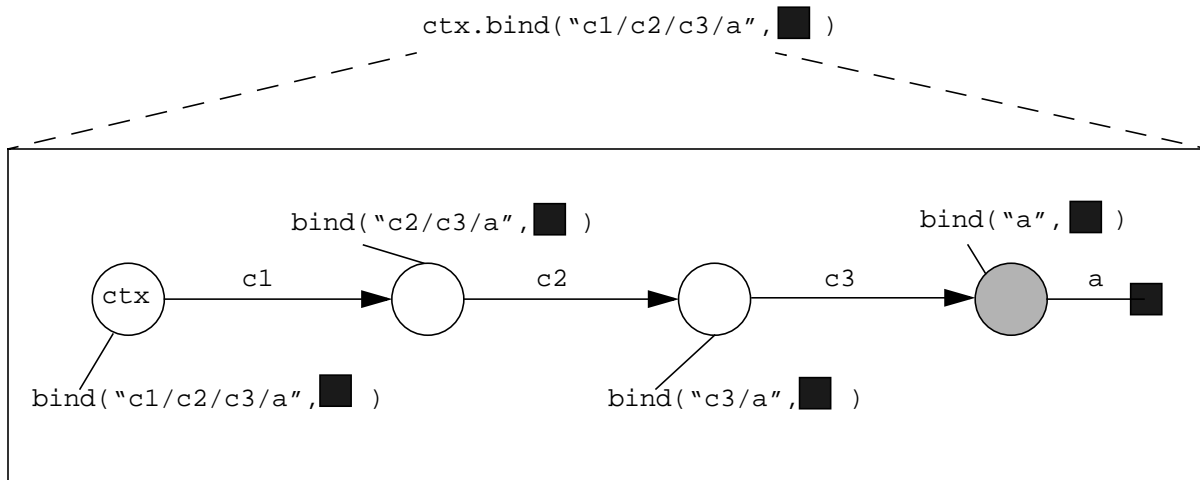 ctx.bind(“c1/c2/c3/a”, )
bind(“c2/c3/a”, )
bind(“a”, )
c1
c2
c3
a
ctx
bind(“c1/c2/c3/a”, )
bind(“c3/a”, )